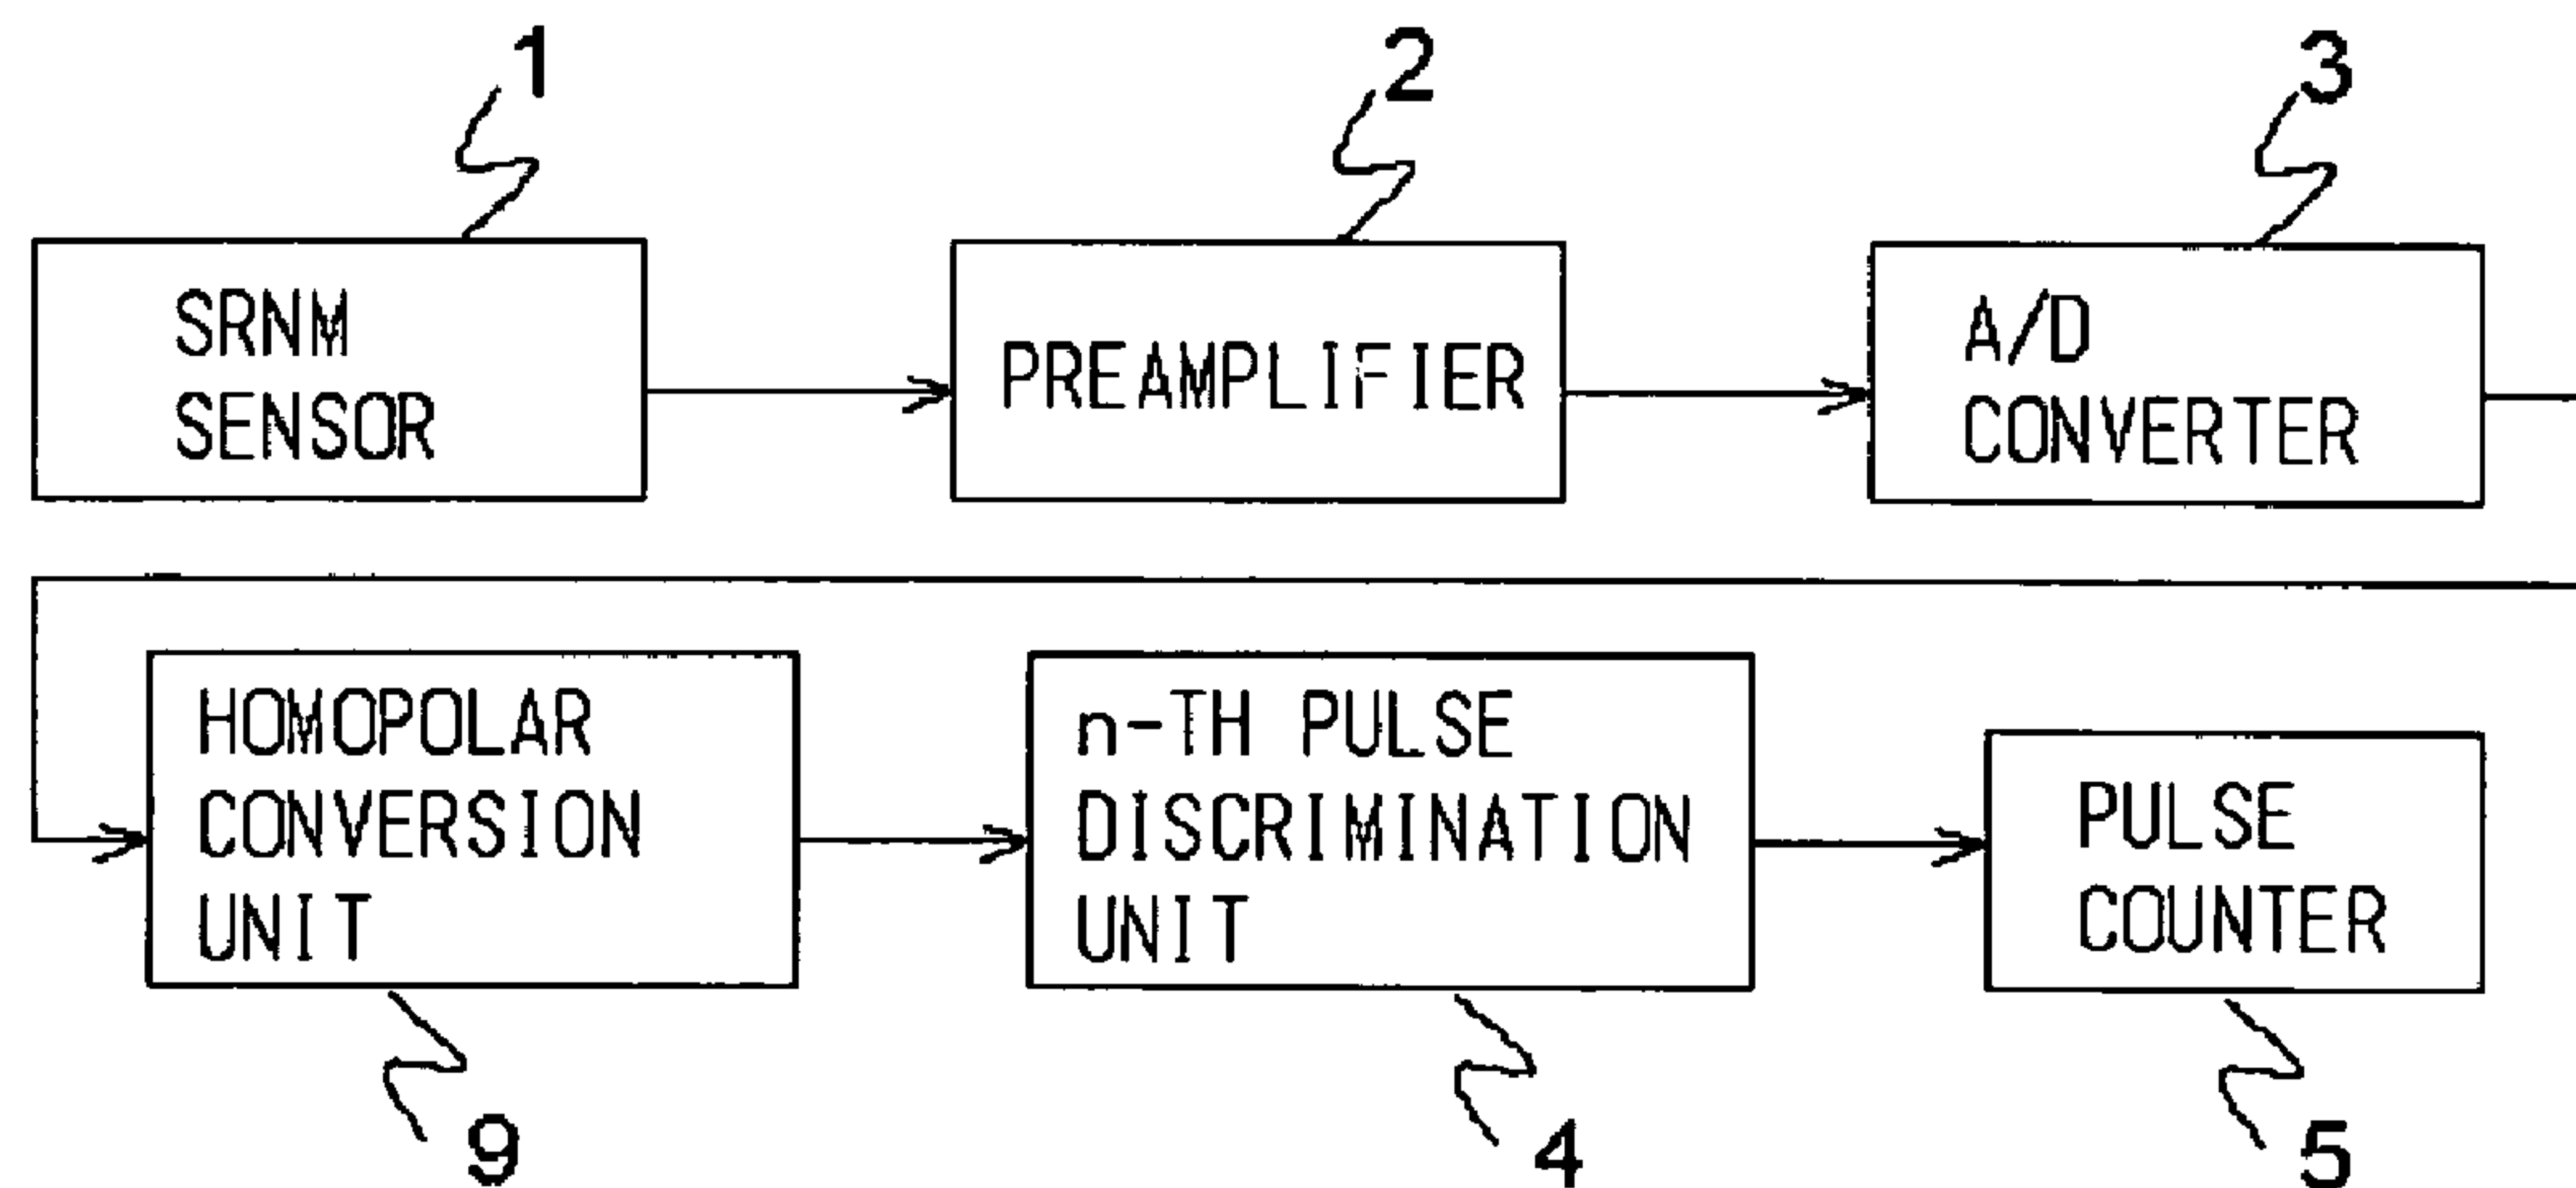 1
2
3
SRNM
SENSOR
PREAMPLIFIER
A/D
CONVERTER
HOMOPOLAR
CONVERSION
UNIT
n-TH PULSE
DISCRIMINATION
UNIT
PULSE
COUNTER
9
4
5